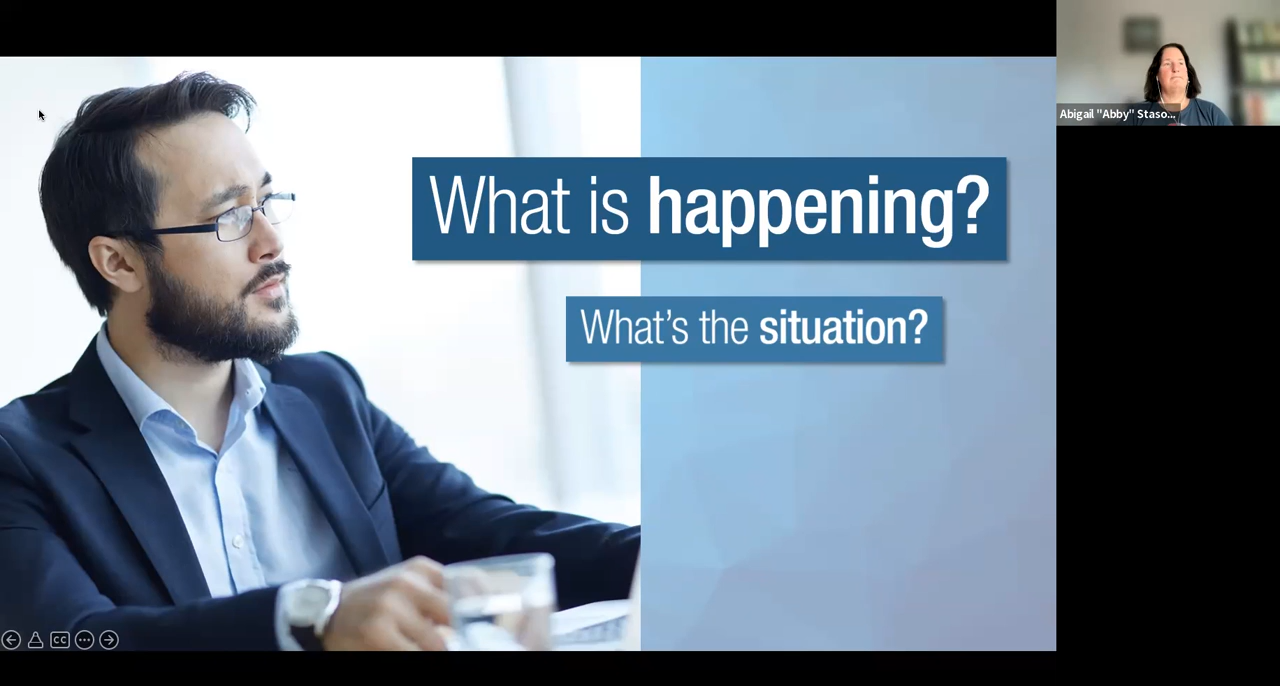 What is happening?
What's the situation?
Abigail "Abby" Staso...
CC